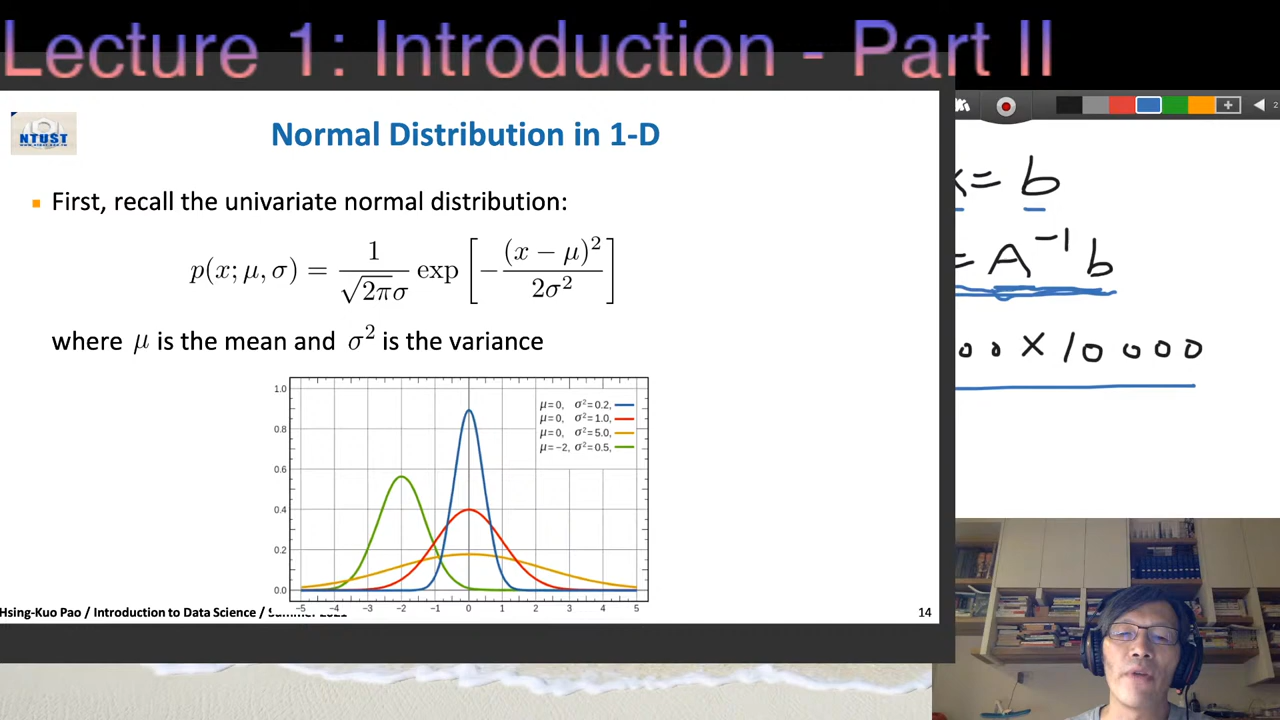 Lecture 1: Introduction - Part II
NTUST
Normal Distribution in 1-D
First, recall the univariate normal distribution:
p(x; μ, σ) = 1/(√2π σ) exp [ − (x − μ)²/2σ² ]
where μ is the mean and σ² is the variance
1.0
0.8
0.6
0.4
0.2
0.0
−5 −4 −3 −2 −1 0 1 2 3 4 5
μ=0, σ²=0.2,
μ=0, σ²=1.0,
μ=0, σ²=5.0,
μ=−2, σ²=0.5,
Hsing-Kuo Pao / Introduction to Data Science /
14
2
= b
= A⁻¹ b
00 × 10000